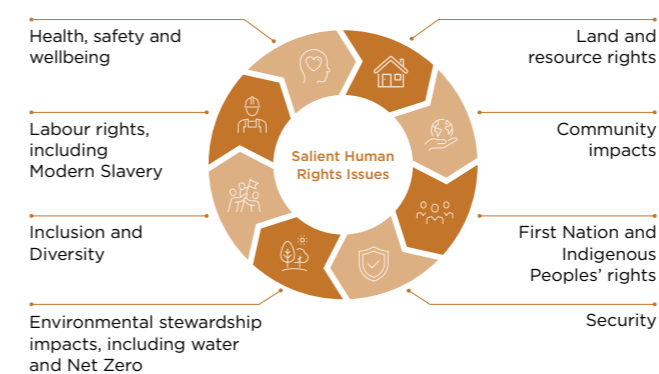 Health, safety and
wellbeing
Labour rights,
including
Modern Slavery
Inclusion and
Diversity
Environmental stewardship
impacts, including water
and Net Zero
Salient Human
Rights Issues
Land and
resource rights
Community
impacts
First Nation and
Indigenous
Peoples’ rights
Security